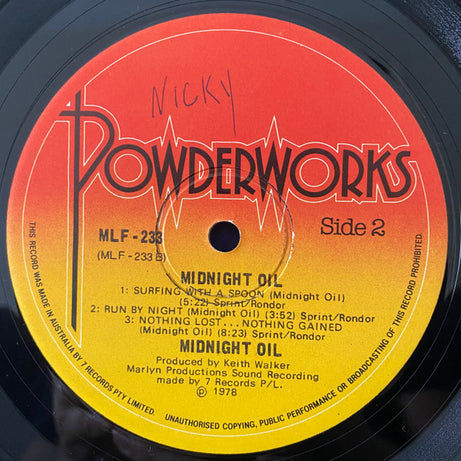 NICKY
POWDERWORKS
Side 2
MLF-233
(MLF-233 B)
MIDNIGHT OIL
1: SURFING WITH A SPOON (Midnight Oil)
(5:22) Sprint/Rondor
2: RUN BY NIGHT (Midnight Oil) (3:52) Sprint/Rondor
3: NOTHING LOST...NOTHING GAINED
(Midnight Oil) (8:23) Sprint/Rondor
MIDNIGHT OIL
Produced by Keith Walker
Marlyn Productions Sound Recording
made by 7 Records P/L.
℗ 1978
THIS RECORD WAS MADE IN AUSTRALIA BY 7 RECORDS PTY LIMITED. UNAUTHORISED COPYING, PUBLIC PERFORMANCE OR BROADCASTING OF THIS RECORD PROHIBITED.